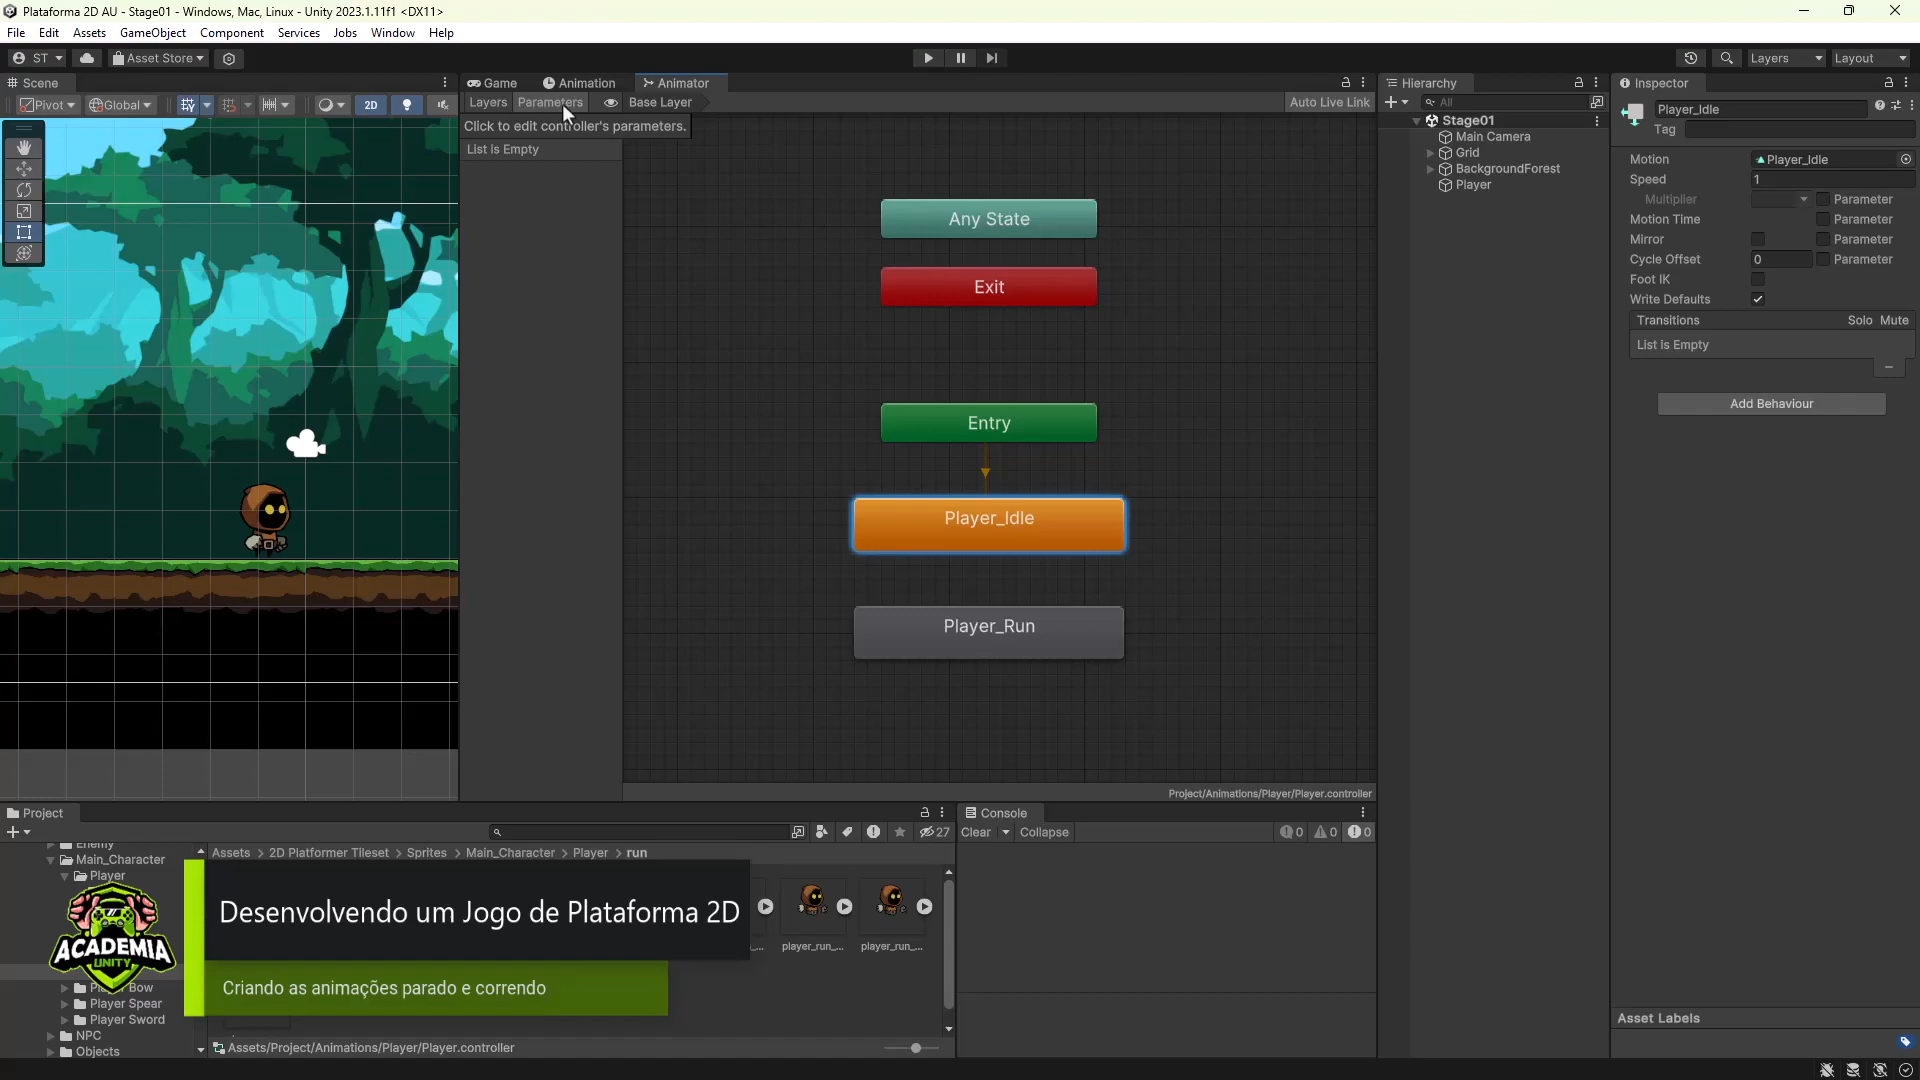 Plataforma 2D AU - Stage01 - Windows, Mac, Linux - Unity 2023.1.11f1 <DX11>
File Edit Assets GameObject Component Services Jobs Window Help
ST Asset Store Layers Layout
Scene
Pivot Global 2D
Game Animation Animator
Layers Parameters Base Layer Auto Live Link
Click to edit controller's parameters.
List is Empty
Any State
Exit
Entry
Player_Idle
Player_Run
Project/Animations/Player/Player.controller
Hierarchy
All
Stage01
Main Camera
Grid
BackgroundForest
Player
Inspector
Player_Idle
Tag
Motion Player_Idle
Speed 1
Multiplier Parameter
Motion Time Parameter
Mirror Parameter
Cycle Offset 0 Parameter
Foot IK
Write Defaults
Transitions Solo Mute
List is Empty
Add Behaviour
Asset Labels
Project
27
Enemy
Main_Character
Player
Player Spear
Player Sword
NPC
Objects
Assets > 2D Platformer Tileset > Sprites > Main_Character > Player > run
player_run_...
player_run_...
Assets/Project/Animations/Player/Player.controller
Console
Clear Collapse 0 0 0
ACADEMIA
UNITY
Desenvolvendo um Jogo de Plataforma 2D
Criando as animações parado e correndo